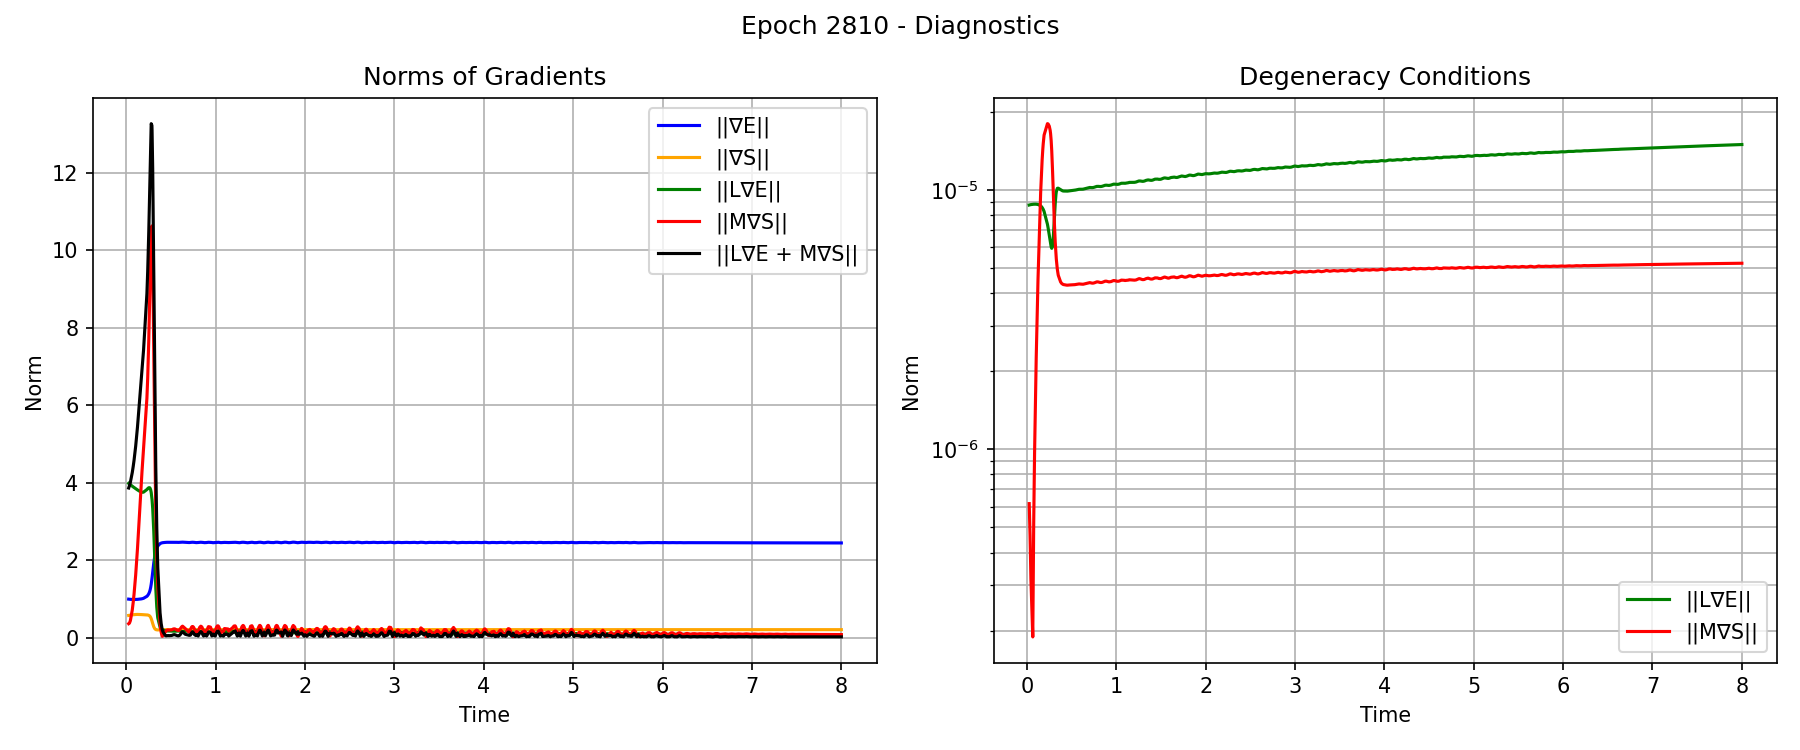 Epoch 2810 - Diagnostics
Norms of Gradients
Norm
12
10
8
6
4
2
0
0 1 2 3 4 5 6 7 8
Time
||∇E||
||∇S||
||L∇E||
||M∇S||
||L∇E + M∇S||
Degeneracy Conditions
Norm
10⁻⁵
10⁻⁶
0 1 2 3 4 5 6 7 8
Time
||L∇E||
||M∇S||